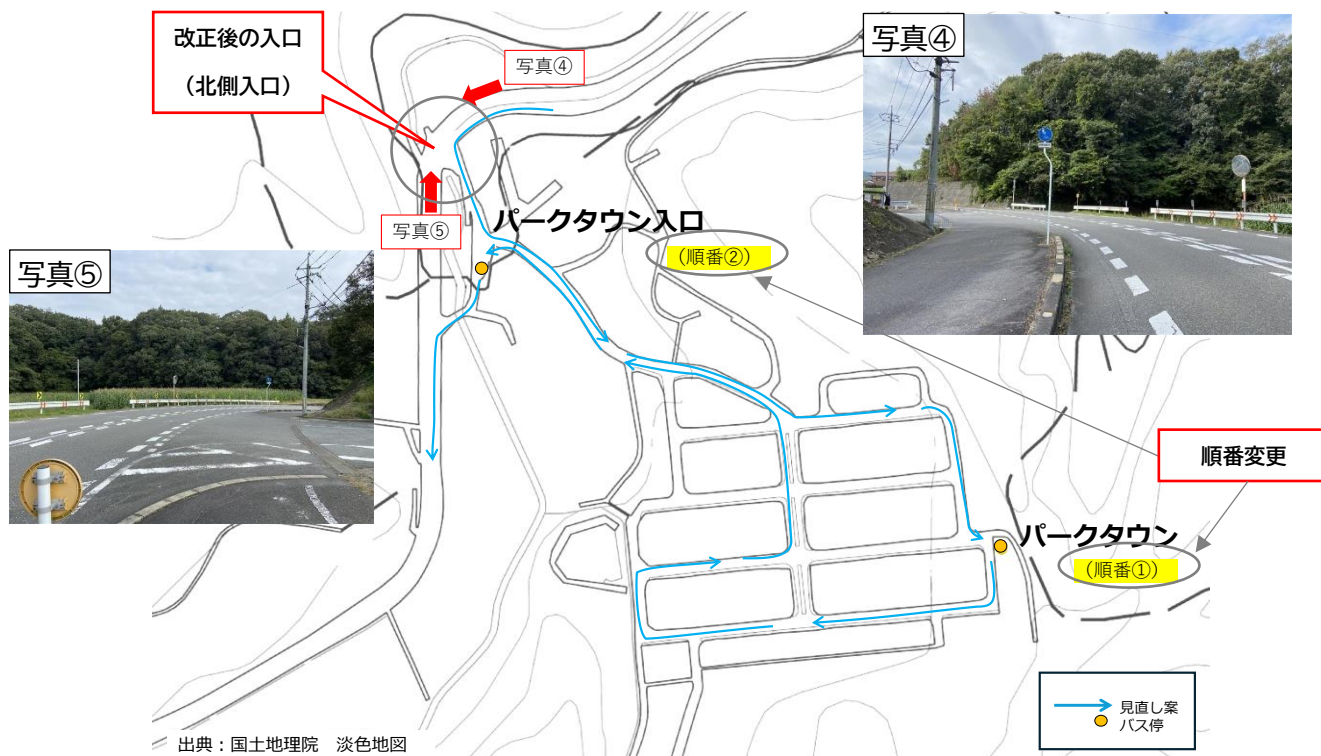 改正後の入口
（北側入口）
写真④
写真④
写真⑤
パークタウン入口
（順番②）
写真⑤
順番変更
パークタウン
（順番①）
見直し案
バス停
出典：国土地理院　淡色地図